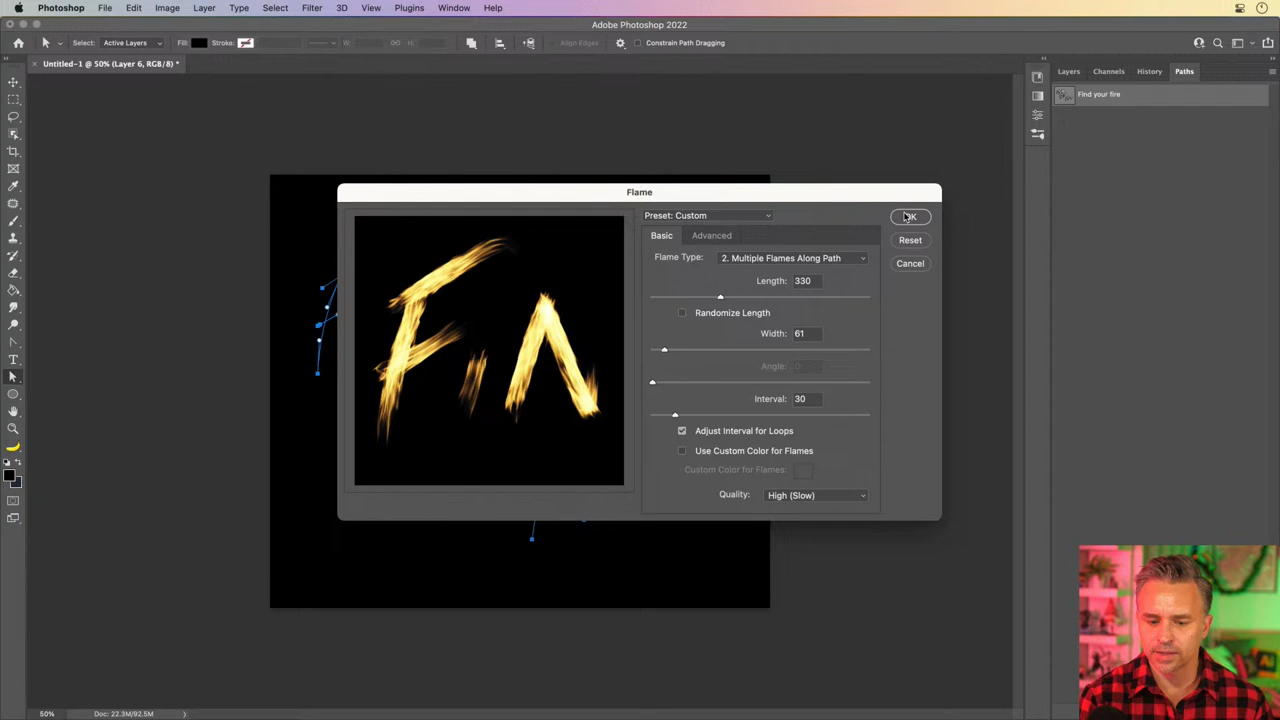 Photoshop File Edit Image Layer Type Select Filter 3D View Plugins Window Help
Adobe Photoshop 2022
Select: Active Layers Fill: Stroke: W: H: Align Edges Constrain Path Dragging
Untitled-1 @ 50% (Layer 6, RGB/8) *
Layers Channels History Paths
Find your fire
Flame
Preset: Custom
OK
Basic Advanced
Reset
Flame Type: 2. Multiple Flames Along Path
Cancel
Length: 330
Randomize Length
Width: 61
Angle: 0
Interval: 30
Adjust Interval for Loops
Use Custom Color for Flames
Custom Color for Flames:
Quality: High (Slow)
50% Doc: 22.3M/92.5M